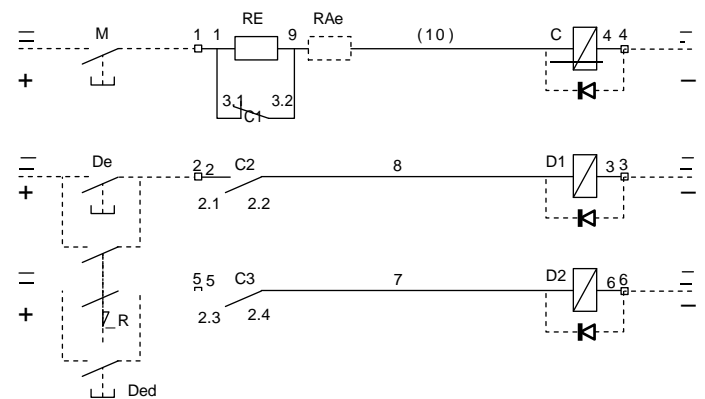 M 1 1 RE 9 RAe (10) C 4 4
+ −
3.1 C1 3.2
De 2 2 C2 8 D1 3 3
+ −
2.1 2.2
5 5 C3 7 D2 6 6
+ −
R 2.3 2.4
Ded